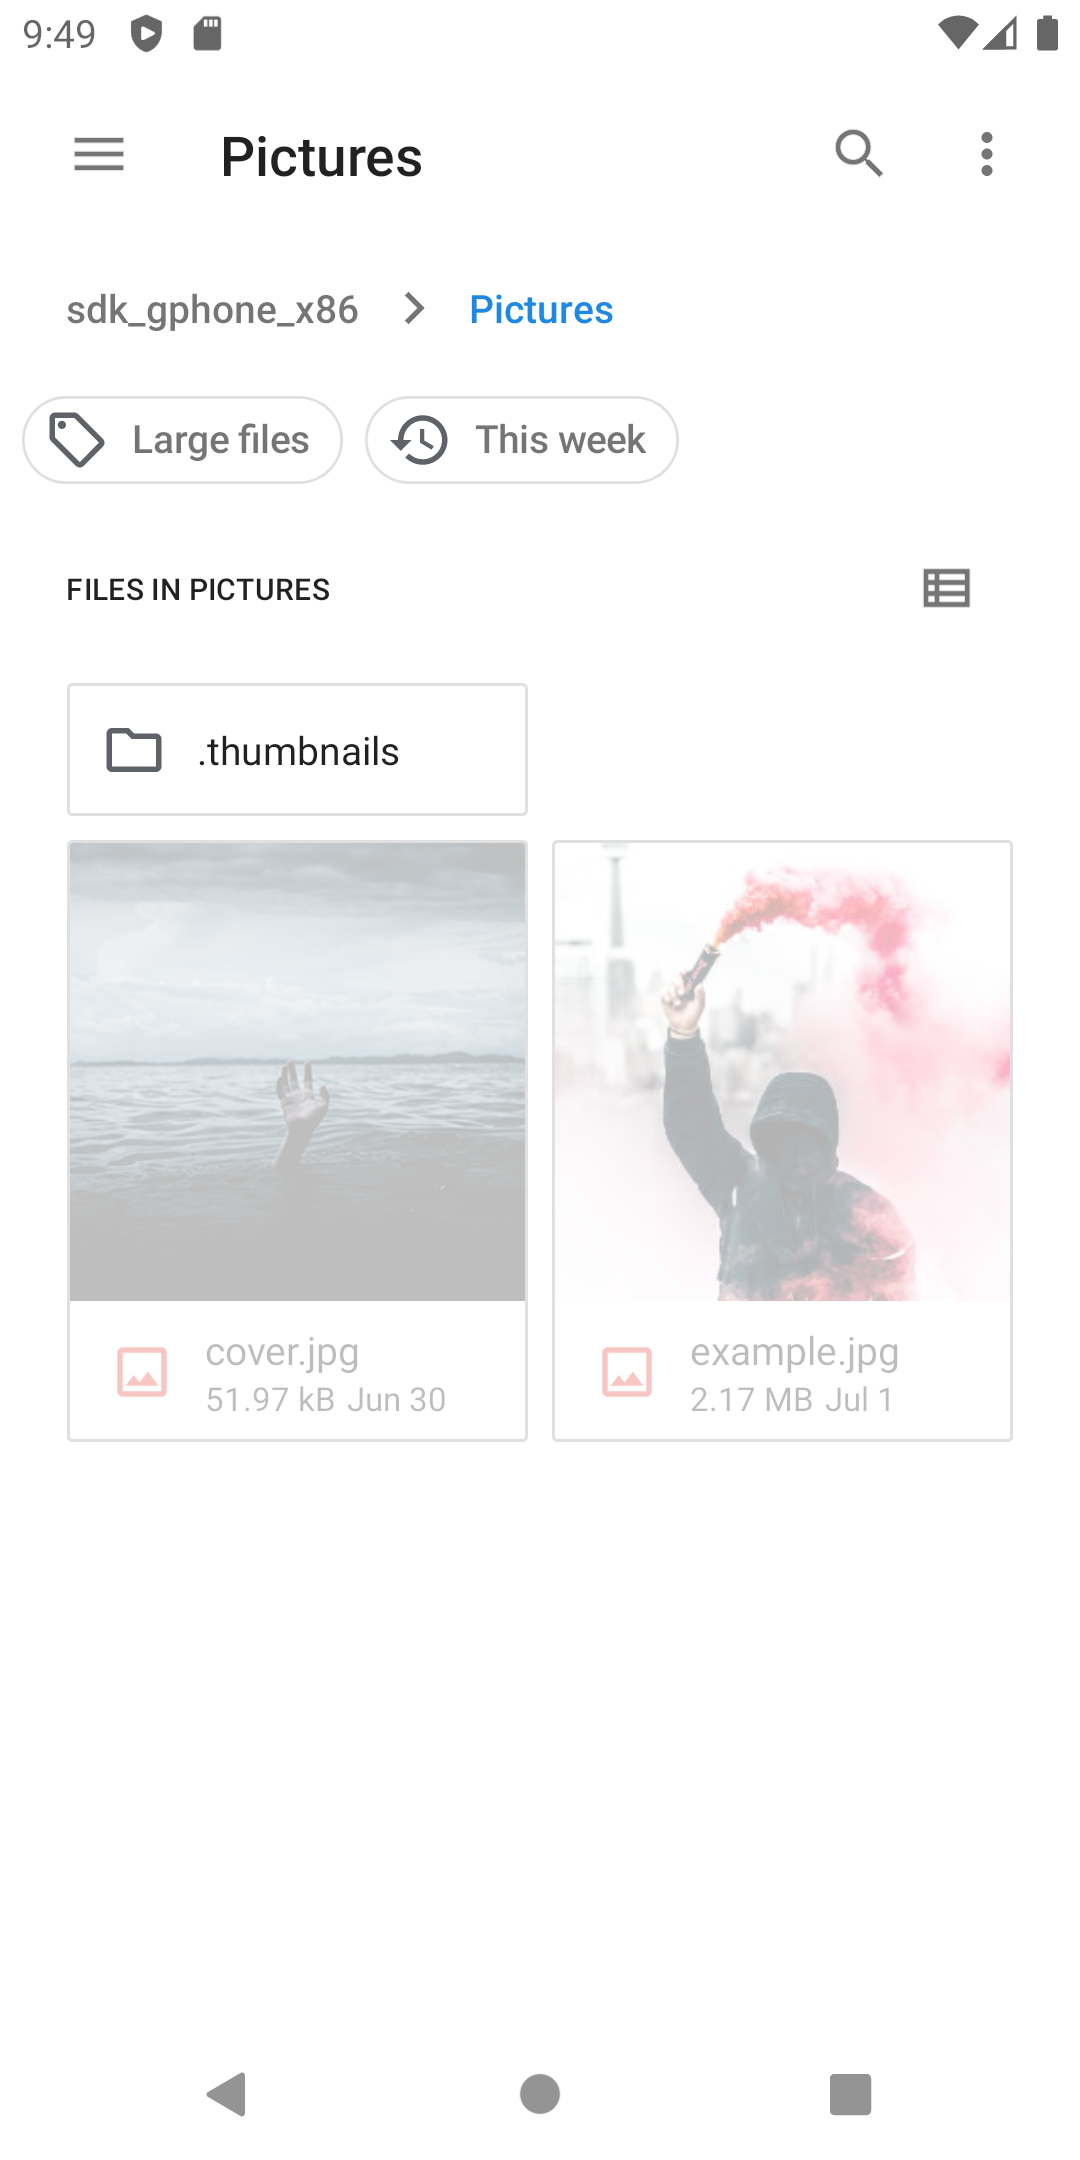 9:49
Pictures
sdk_gphone_x86 > Pictures
Large files
This week
FILES IN PICTURES
.thumbnails
cover.jpg
51.97 kB Jun 30
example.jpg
2.17 MB Jul 1